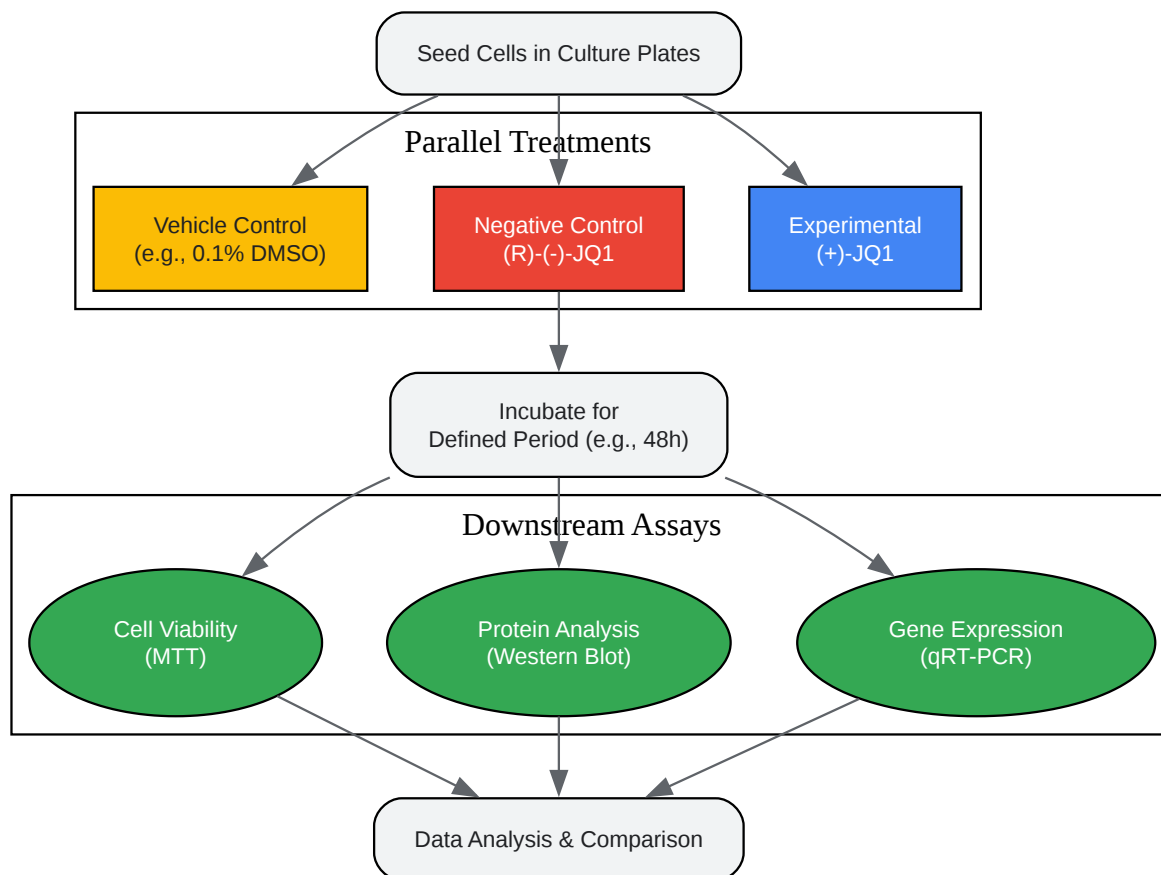 Seed Cells in Culture Plates
Parallel Treatments
Vehicle Control
(e.g., 0.1% DMSO)
Negative Control
(R)-(-)-JQ1
Experimental
(+)-JQ1
Incubate for
Defined Period (e.g., 48h)
Downstream Assays
Cell Viability
(MTT)
Protein Analysis
(Western Blot)
Gene Expression
(qRT-PCR)
Data Analysis & Comparison